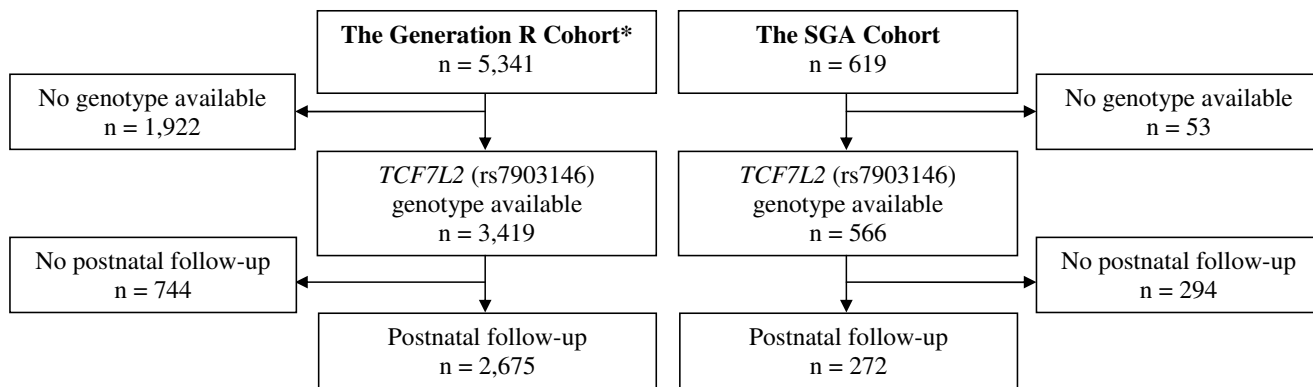 The Generation R Cohort*
n = 5,341
The SGA Cohort
n = 619
No genotype available
n = 1,922
No genotype available
n = 53
TCF7L2 (rs7903146)
genotype available
n = 3,419
TCF7L2 (rs7903146)
genotype available
n = 566
No postnatal follow-up
n = 744
No postnatal follow-up
n = 294
Postnatal follow-up
n = 2,675
Postnatal follow-up
n = 272